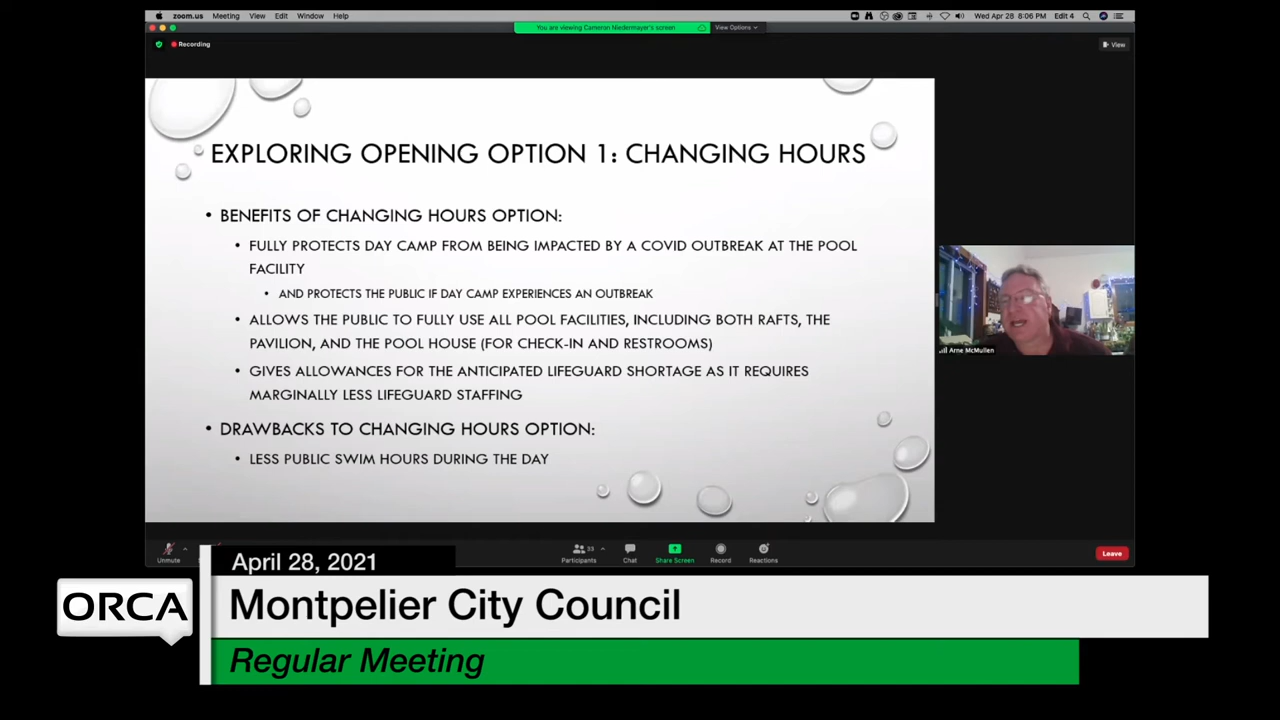 zoom.us Meeting View Edit Window Help
Wed Apr 28 8:06 PM Edit 4
You are viewing Cameron Niedermayer's screen
View Options
Recording
View
EXPLORING OPENING OPTION 1: CHANGING HOURS
• BENEFITS OF CHANGING HOURS OPTION:
• FULLY PROTECTS DAY CAMP FROM BEING IMPACTED BY A COVID OUTBREAK AT THE POOL
FACILITY
• AND PROTECTS THE PUBLIC IF DAY CAMP EXPERIENCES AN OUTBREAK
• ALLOWS THE PUBLIC TO FULLY USE ALL POOL FACILITIES, INCLUDING BOTH RAFTS, THE
PAVILION, AND THE POOL HOUSE (FOR CHECK-IN AND RESTROOMS)
• GIVES ALLOWANCES FOR THE ANTICIPATED LIFEGUARD SHORTAGE AS IT REQUIRES
MARGINALLY LESS LIFEGUARD STAFFING
• DRAWBACKS TO CHANGING HOURS OPTION:
• LESS PUBLIC SWIM HOURS DURING THE DAY
Arne McMullen
Unmute
33
Participants
Chat
Share Screen
Record
Reactions
Leave
April 28, 2021
ORCA
Montpelier City Council
Regular Meeting